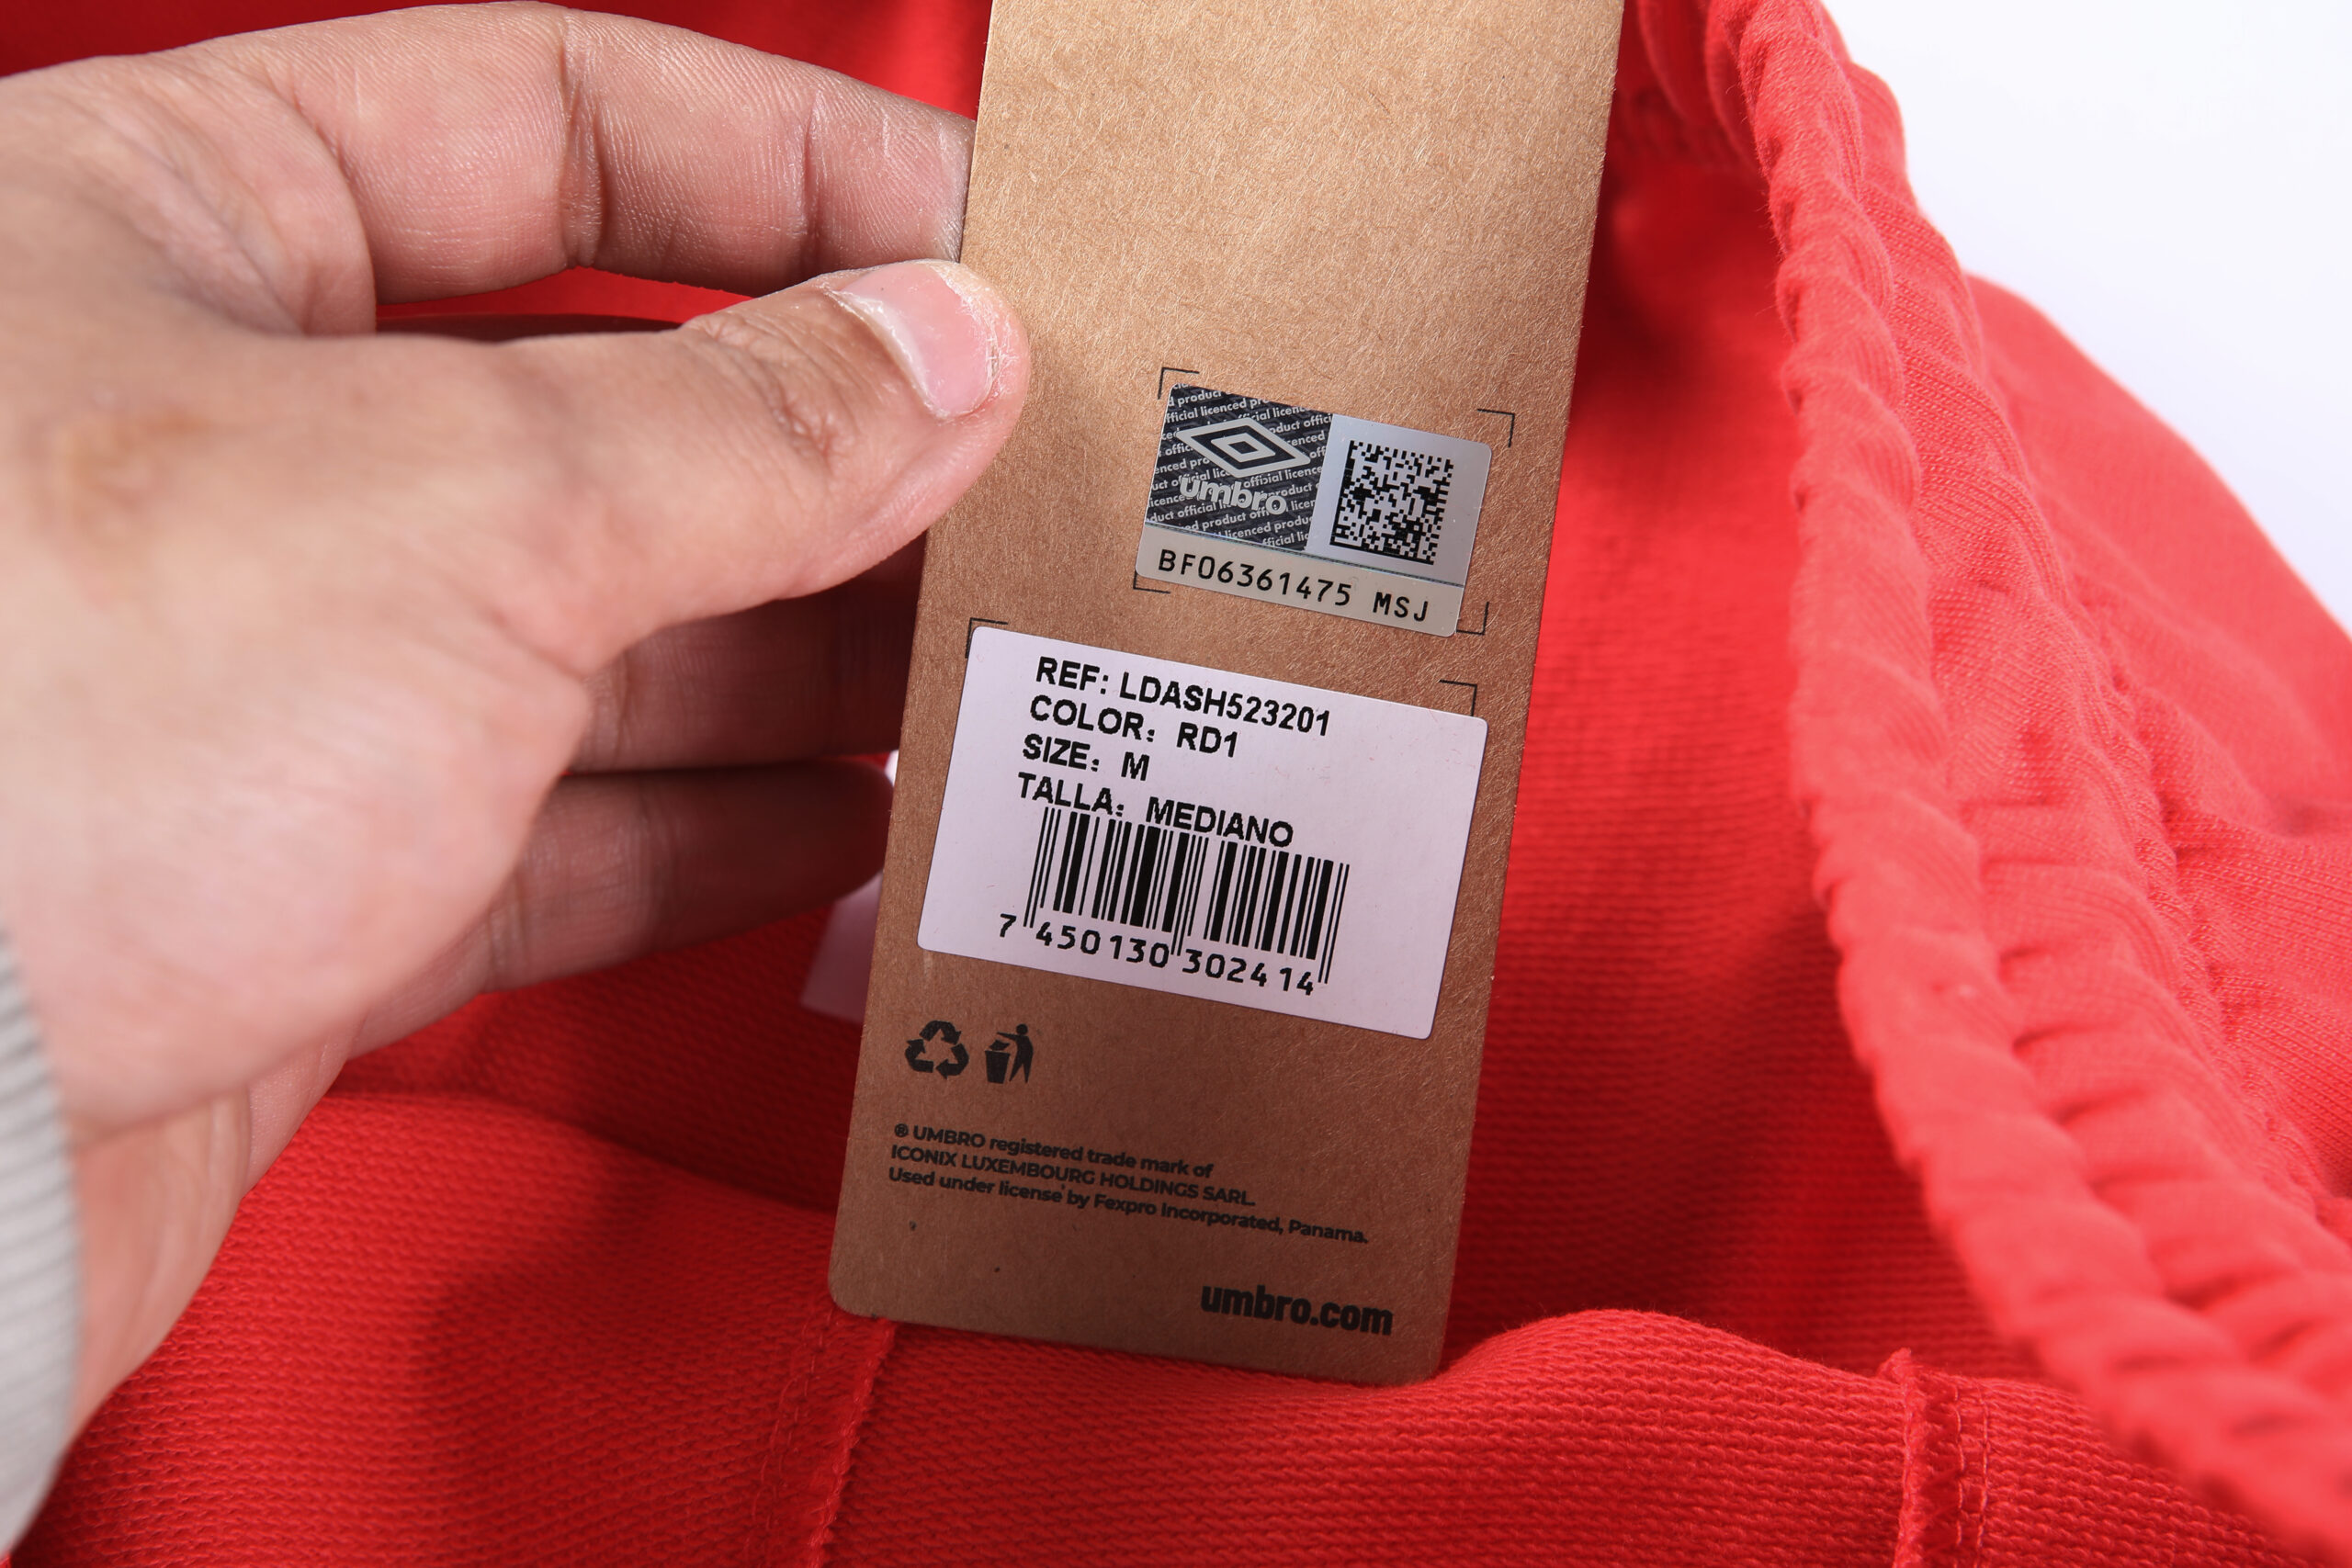 umbro
BF06361475 MSJ
REF: LDASH523201
COLOR: RD1
SIZE: M
TALLA: MEDIANO
7 450130 302414
® UMBRO registered trade mark of
ICONIX LUXEMBOURG HOLDINGS SARL.
Used under license by Fexpro Incorporated, Panama.
umbro.com